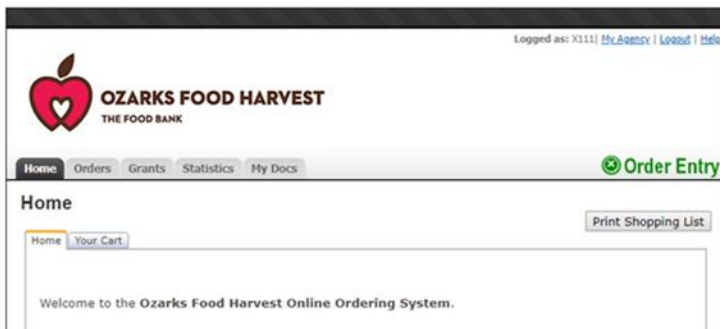 Logged as: X111| My Agency | Logout | Help
OZARKS FOOD HARVEST
THE FOOD BANK
Home Orders Grants Statistics My Docs
Order Entry
Home
Print Shopping List
Home Your Cart
Welcome to the Ozarks Food Harvest Online Ordering System.